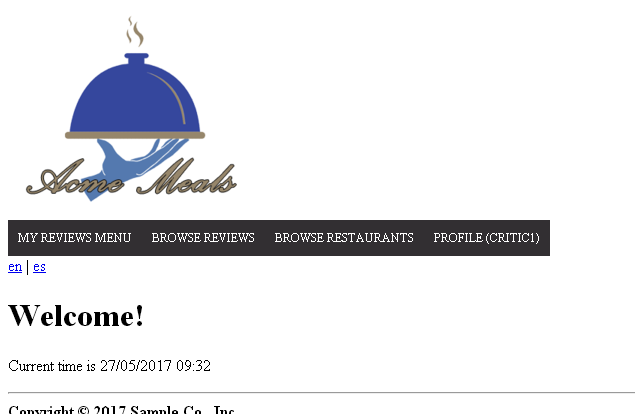 Acme Meals
MY REVIEWS MENU BROWSE REVIEWS BROWSE RESTAURANTS PROFILE (CRITIC1)
en | es
Welcome!
Current time is 27/05/2017 09:32
Copyright © 2017 Sample Co., Inc.